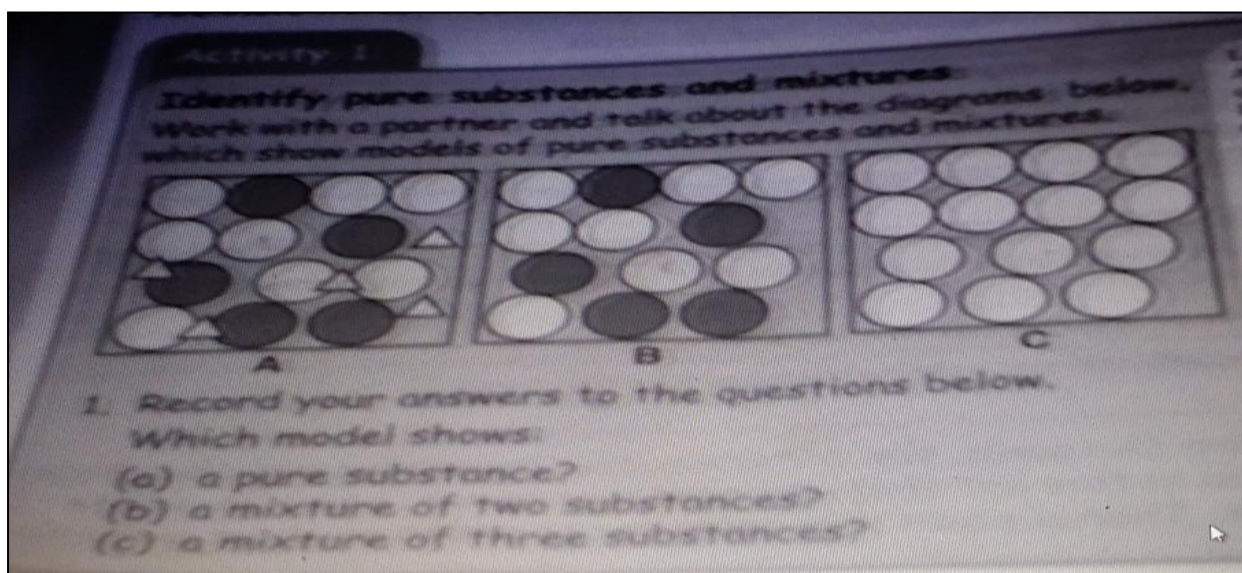 Activity 1
Identify pure substances and mixtures
Work with a partner and talk about the diagrams below,
which show models of pure substances and mixtures.
A
B
C
1. Record your answers to the questions below.
Which model shows:
(a) a pure substance?
(b) a mixture of two substances?
(c) a mixture of three substances?